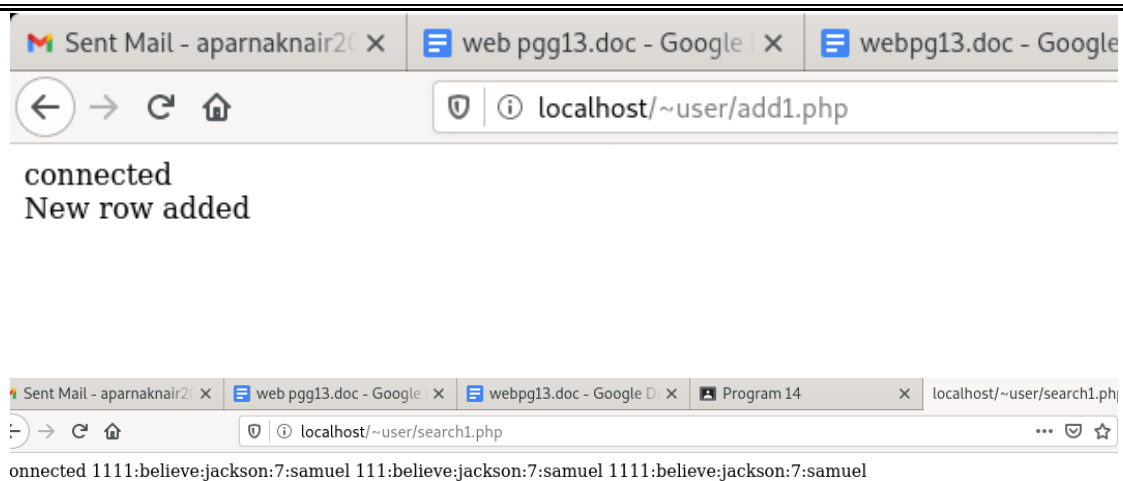 Sent Mail - aparnaknair2
web pgg13.doc - Google
webpg13.doc - Google
localhost/~user/add1.php
connected
New row added
Sent Mail - aparnaknair2
web pgg13.doc - Google
webpg13.doc - Google D
Program 14
localhost/~user/search1.ph
localhost/~user/search1.php
onnected 1111:believe:jackson:7:samuel 111:believe:jackson:7:samuel 1111:believe:jackson:7:samuel